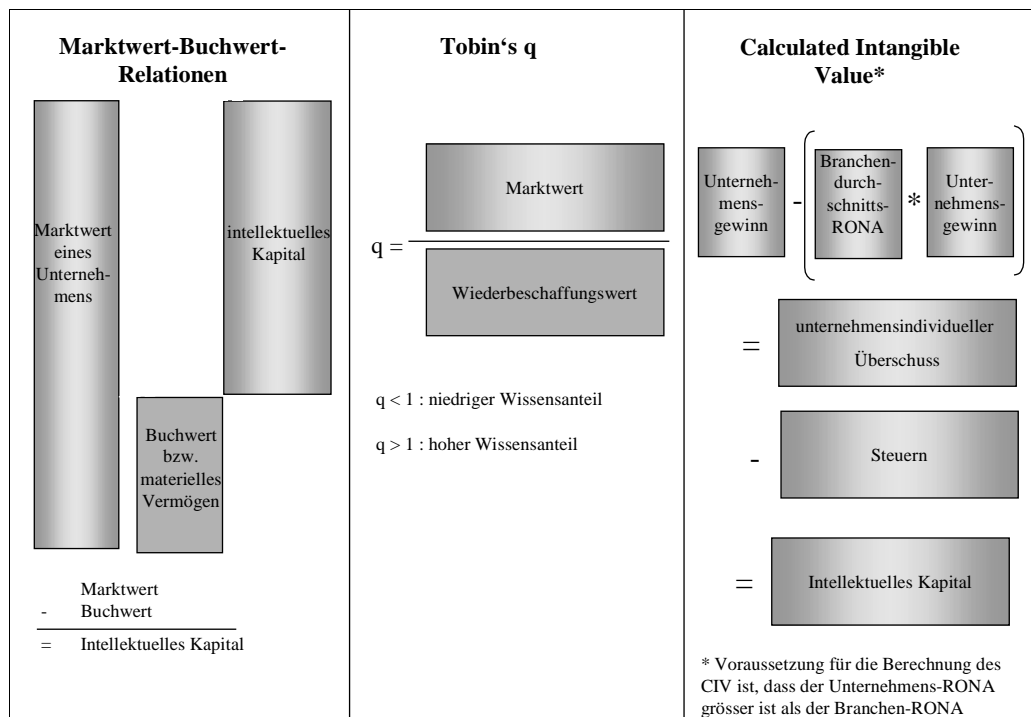 Marktwert-Buchwert-
Relationen
Marktwert
eines
Unterneh-
mens
intellektuelles
Kapital
Buchwert
bzw.
materielles
Vermögen
Marktwert
- Buchwert
= Intellektuelles Kapital
Tobin‘s q
q =
Marktwert
Wiederbeschaffungswert
q < 1 : niedriger Wissensanteil
q > 1 : hoher Wissensanteil
Calculated Intangible
Value*
Unterneh-
mens-
gewinn
-
(
Branchen-
durch-
schnitts-
RONA
*
Unter-
nehmens-
gewinn
)
=
unternehmensindividueller
Überschuss
-
Steuern
=
Intellektuelles Kapital
* Voraussetzung für die Berechnung des
CIV ist, dass der Unternehmens-RONA
grösser ist als der Branchen-RONA